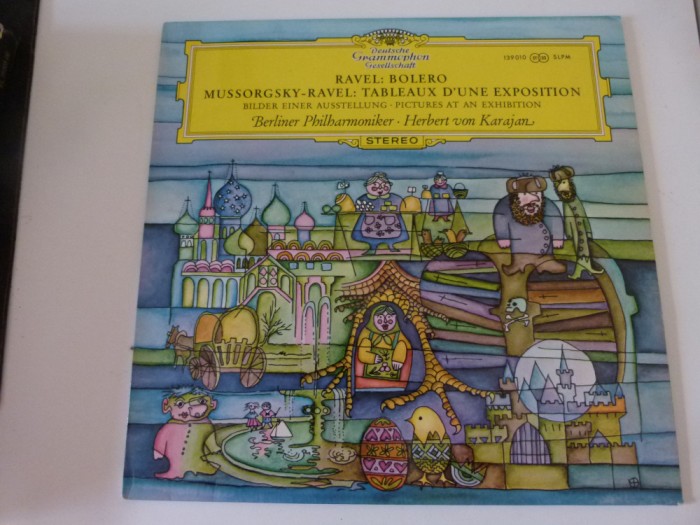 Deutsche
Grammophon
Gesellschaft
139 010 SLPM
RAVEL: BOLERO
MUSSORGSKY-RAVEL: TABLEAUX D'UNE EXPOSITION
BILDER EINER AUSSTELLUNG · PICTURES AT AN EXHIBITION
Berliner Philharmoniker · Herbert von Karajan
STEREO